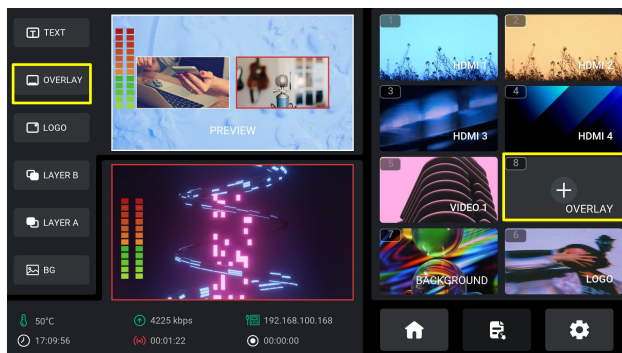 TEXT
OVERLAY
LOGO
LAYER B
LAYER A
BG
PREVIEW
1
HDMI 1
2
HDMI 2
3
HDMI 3
4
HDMI 4
5
VIDEO 1
8
OVERLAY
7
BACKGROUND
6
LOGO
50°C
4225 kbps
192.168.100.168
17:09:56
00:01:22
00:00:00